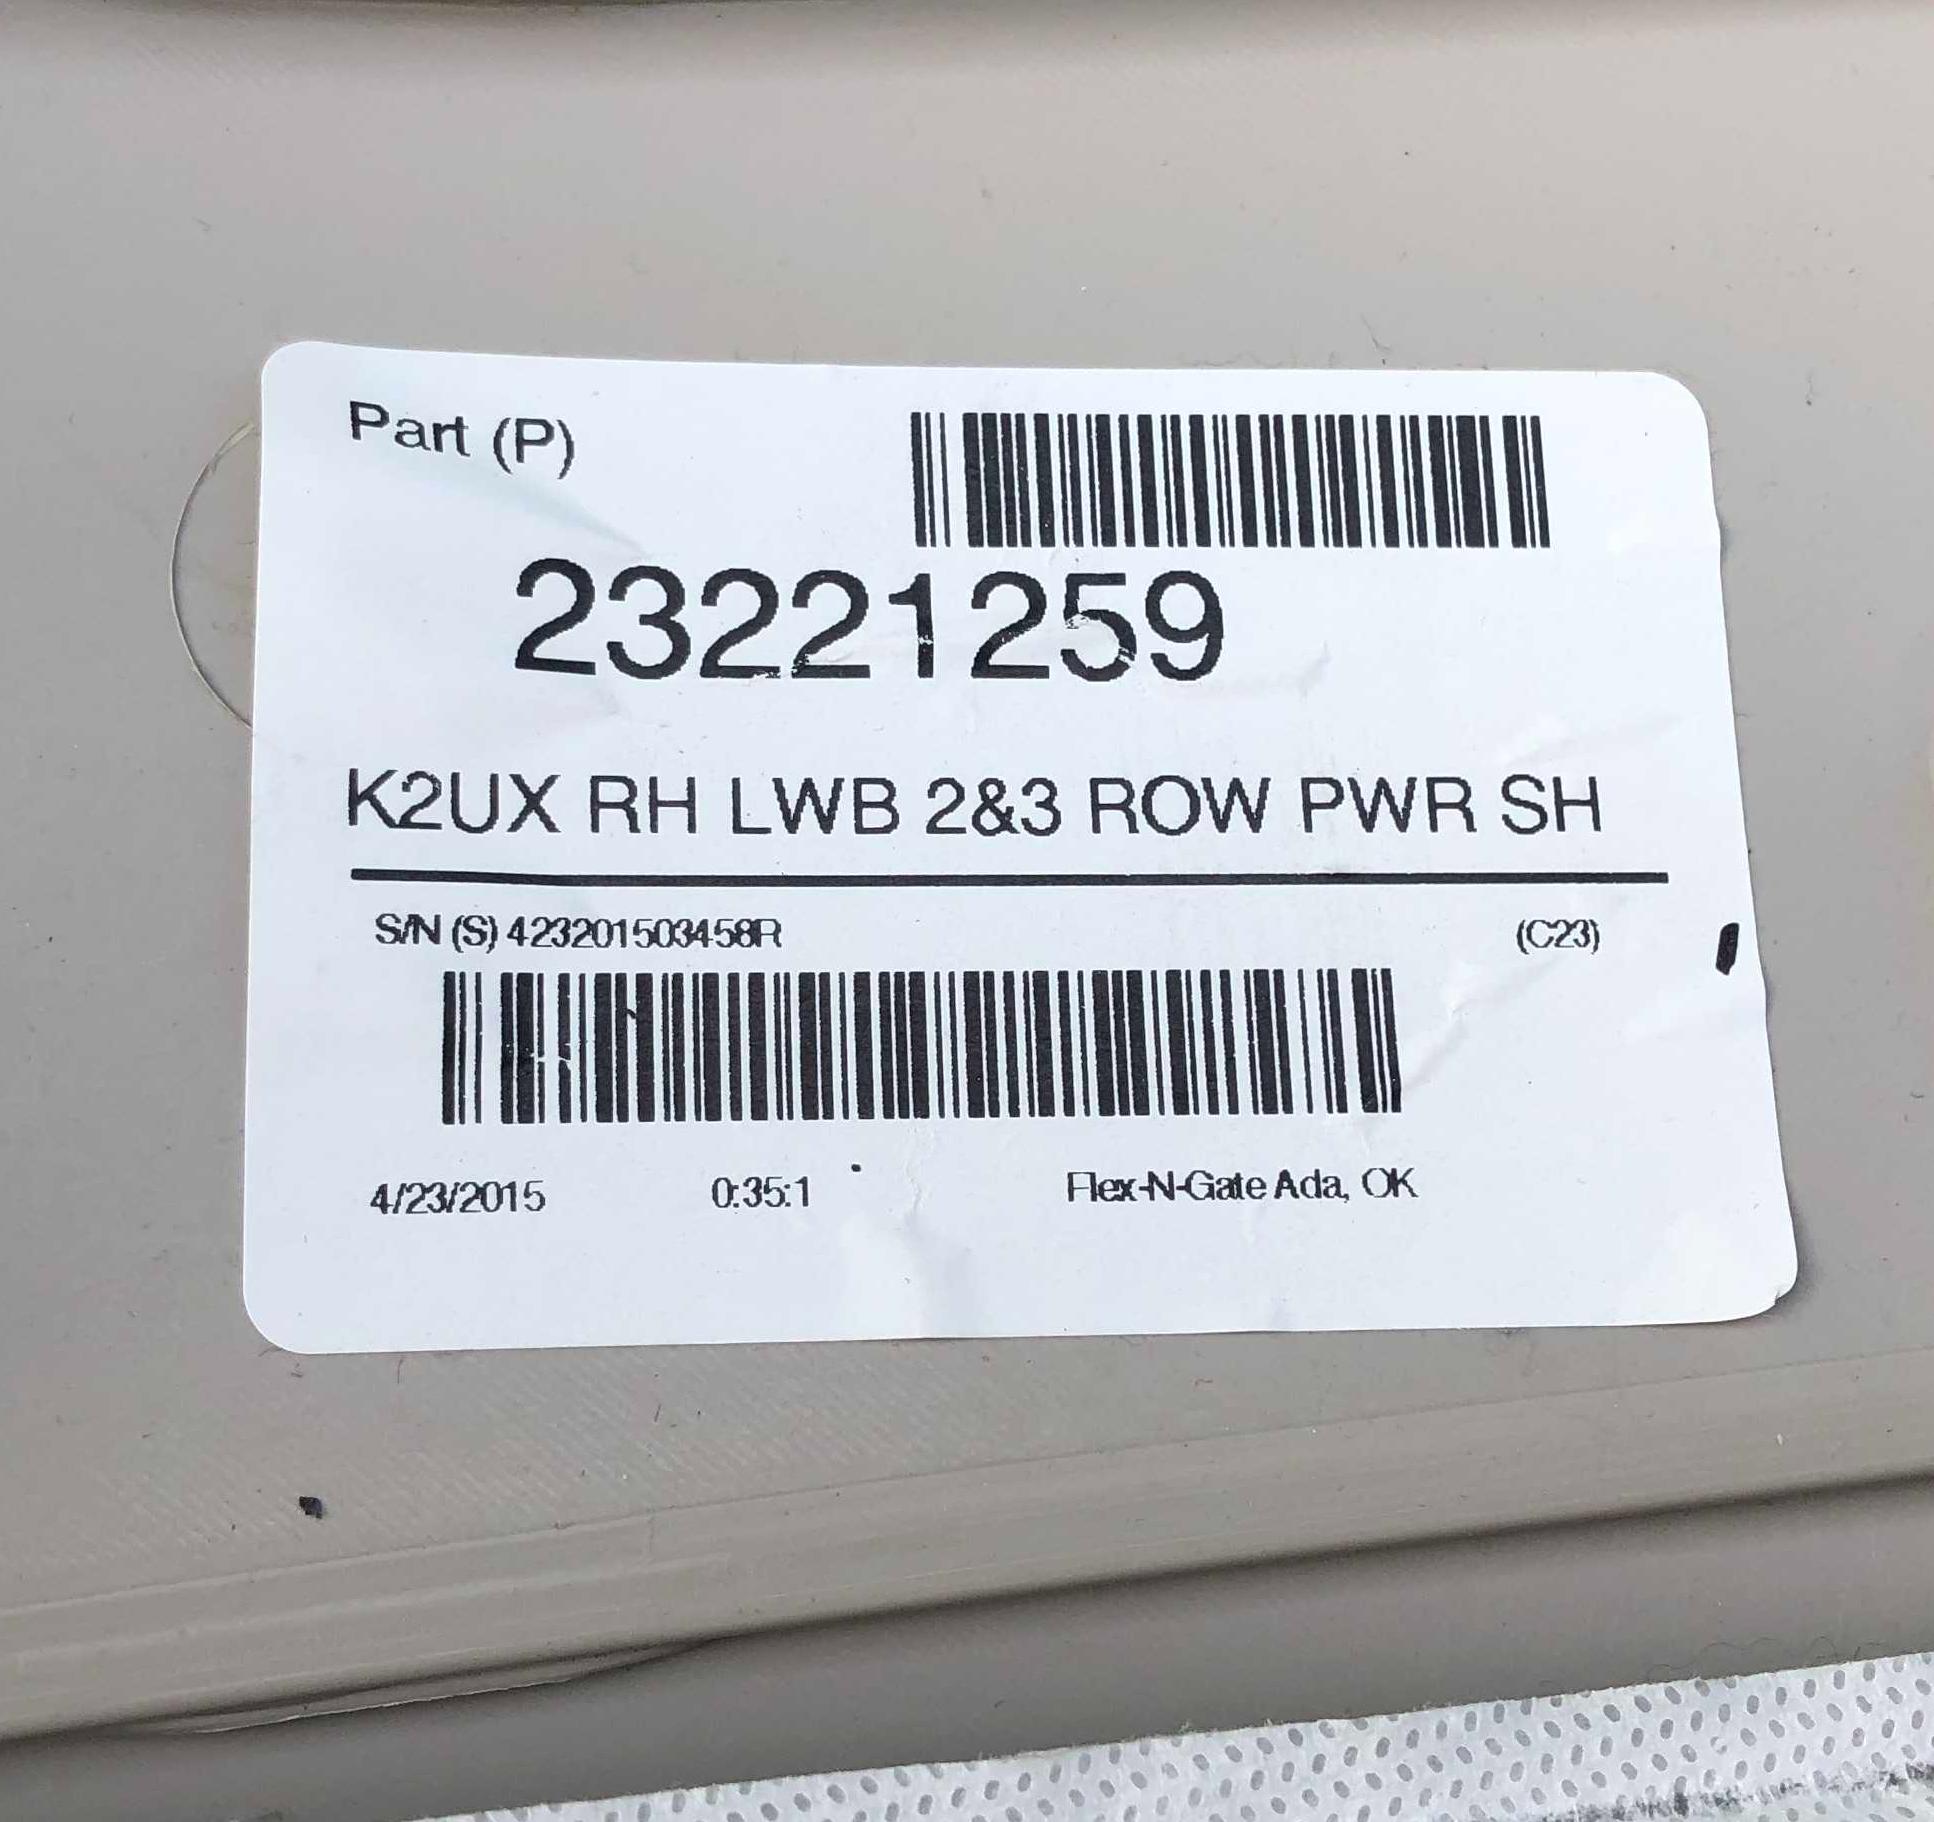 Part (P)
23221259
K2UX RH LWB 2&3 ROW PWR SH
S/N (S) 423201503458R (C23)
4/23/2015 0:35:1 Flex-N-Gate Ada, OK